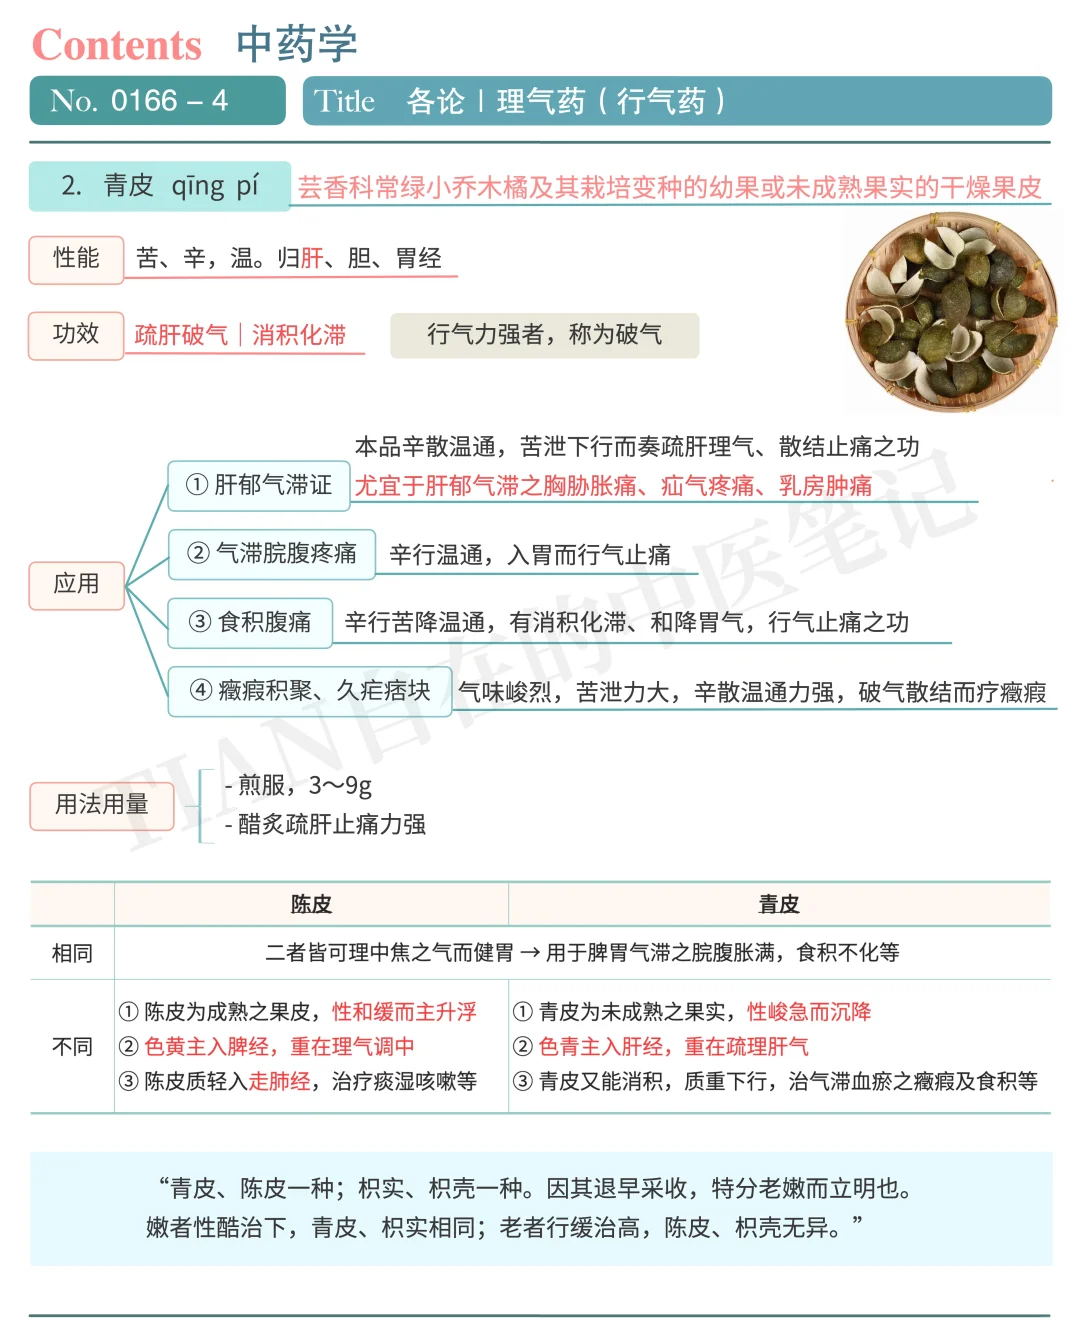 Contents 中药学
No. 0166 – 4
Title 各论｜理气药（行气药）
2. 青皮 qīng pí
芸香科常绿小乔木橘及其栽培变种的幼果或未成熟果实的干燥果皮
性能
苦、辛，温。归肝、胆、胃经
功效
疏肝破气｜消积化滞
行气力强者，称为破气
应用
① 肝郁气滞证
本品辛散温通，苦泄下行而奏疏肝理气、散结止痛之功
尤宜于肝郁气滞之胸胁胀痛、疝气疼痛、乳房肿痛
② 气滞脘腹疼痛
辛行温通，入胃而行气止痛
③ 食积腹痛
辛行苦降温通，有消积化滞、和降胃气，行气止痛之功
④ 癥瘕积聚、久疟痞块
气味峻烈，苦泄力大，辛散温通力强，破气散结而疗癥瘕
用法用量
- 煎服，3～9g
- 醋炙疏肝止痛力强
陈皮 青皮
相同
二者皆可理中焦之气而健胃 → 用于脾胃气滞之脘腹胀满，食积不化等
不同
① 陈皮为成熟之果皮，性和缓而主升浮
② 色黄主入脾经，重在理气调中
③ 陈皮质轻入走肺经，治疗痰湿咳嗽等
① 青皮为未成熟之果实，性峻急而沉降
② 色青主入肝经，重在疏理肝气
③ 青皮又能消积，质重下行，治气滞血瘀之癥瘕及食积等
“青皮、陈皮一种；枳实、枳壳一种。因其退早采收，特分老嫩而立明也。
嫩者性酷治下，青皮、枳实相同；老者行缓治高，陈皮、枳壳无异。”
TIAN自在的中医笔记